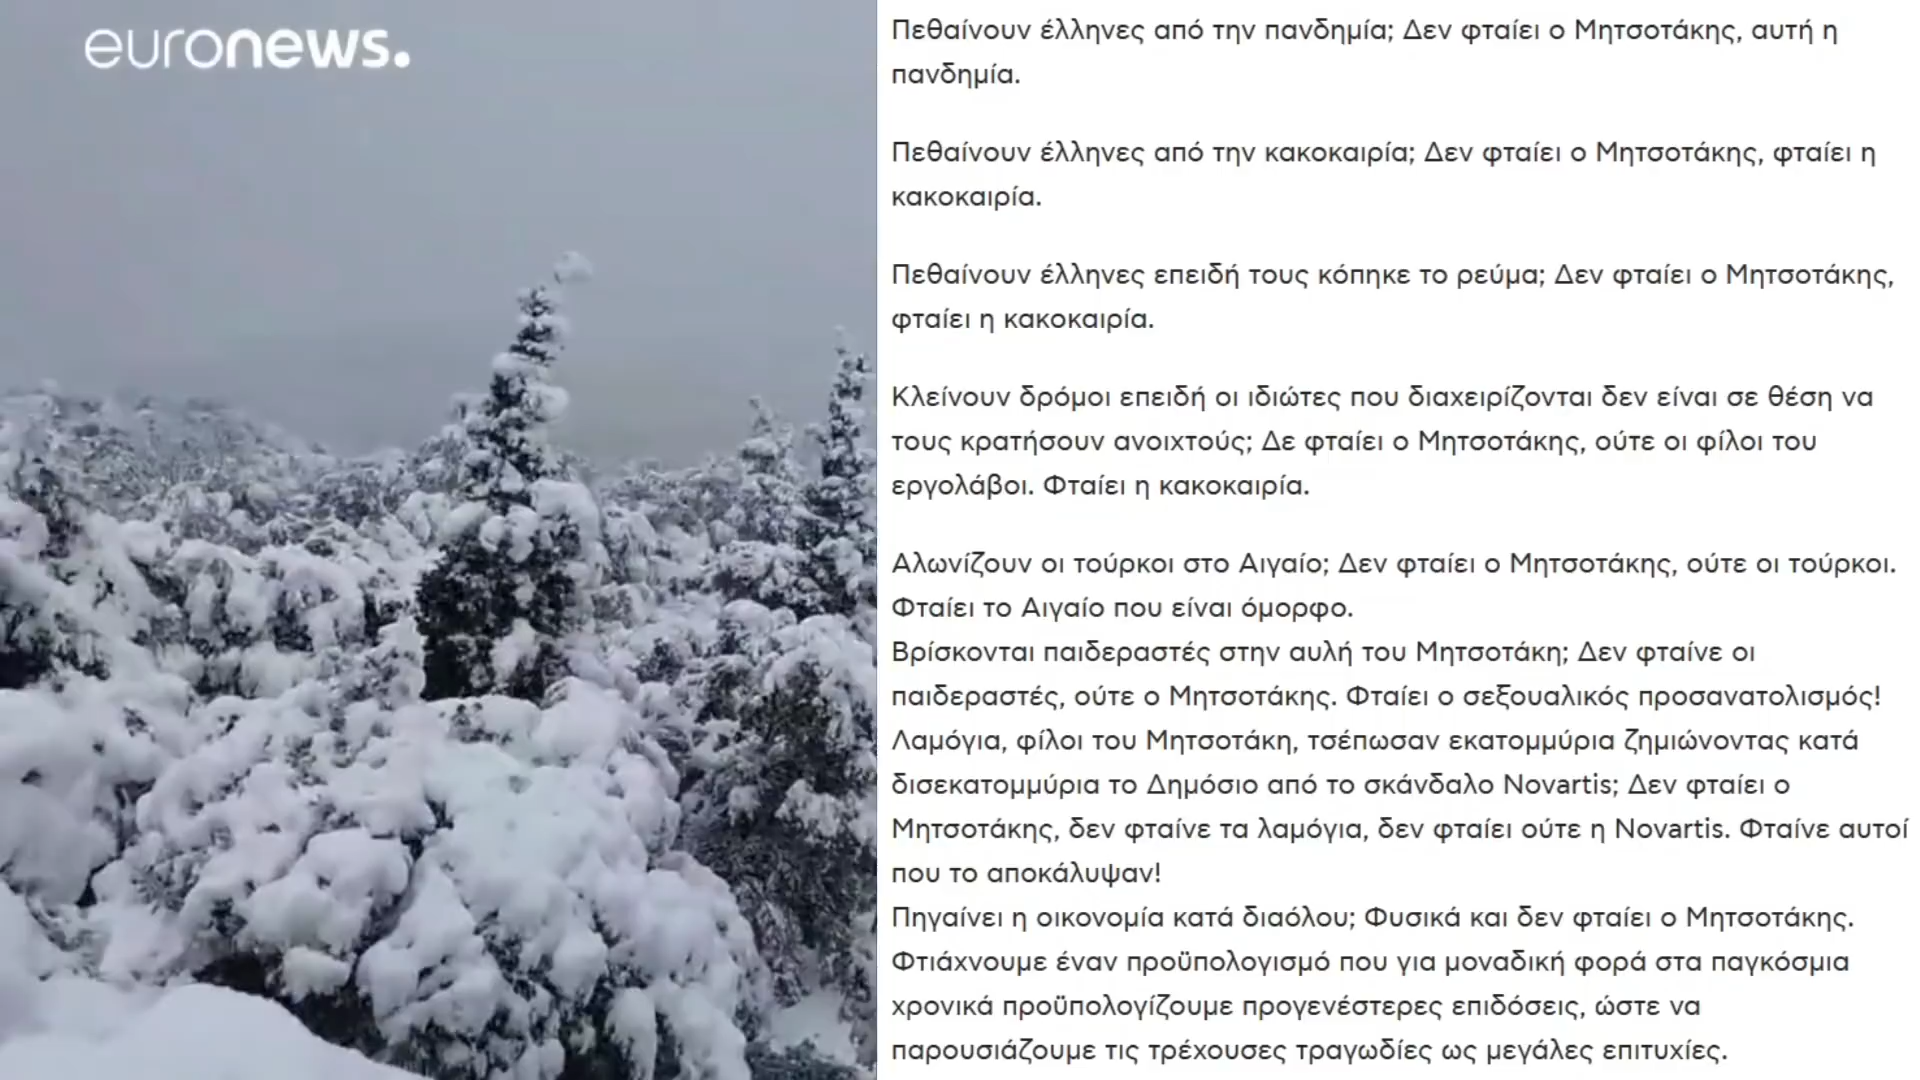 euronews.
Πεθαίνουν έλληνες από την πανδημία; Δεν φταίει ο Μητσοτάκης, αυτή η
πανδημία.
Πεθαίνουν έλληνες από την κακοκαιρία; Δεν φταίει ο Μητσοτάκης, φταίει η
κακοκαιρία.
Πεθαίνουν έλληνες επειδή τους κόπηκε το ρεύμα; Δεν φταίει ο Μητσοτάκης,
φταίει η κακοκαιρία.
Κλείνουν δρόμοι επειδή οι ιδιώτες που διαχειρίζονται δεν είναι σε θέση να
τους κρατήσουν ανοιχτούς; Δε φταίει ο Μητσοτάκης, ούτε οι φίλοι του
εργολάβοι. Φταίει η κακοκαιρία.
Αλωνίζουν οι τούρκοι στο Αιγαίο; Δεν φταίει ο Μητσοτάκης, ούτε οι τούρκοι.
Φταίει το Αιγαίο που είναι όμορφο.
Βρίσκονται παιδεραστές στην αυλή του Μητσοτάκη; Δεν φταίνε οι
παιδεραστές, ούτε ο Μητσοτάκης. Φταίει ο σεξουαλικός προσανατολισμός!
Λαμόγια, φίλοι του Μητσοτάκη, τσέπωσαν εκατομμύρια ζημιώνοντας κατά
δισεκατομμύρια το Δημόσιο από το σκάνδαλο Novartis; Δεν φταίει ο
Μητσοτάκης, δεν φταίνε τα λαμόγια, δεν φταίει ούτε η Novartis. Φταίνε αυτοί
που το αποκάλυψαν!
Πηγαίνει η οικονομία κατά διαόλου; Φυσικά και δεν φταίει ο Μητσοτάκης.
Φτιάχνουμε έναν προϋπολογισμό που για μοναδική φορά στα παγκόσμια
χρονικά προϋπολογίζουμε προγενέστερες επιδόσεις, ώστε να
παρουσιάζουμε τις τρέχουσες τραγωδίες ως μεγάλες επιτυχίες.